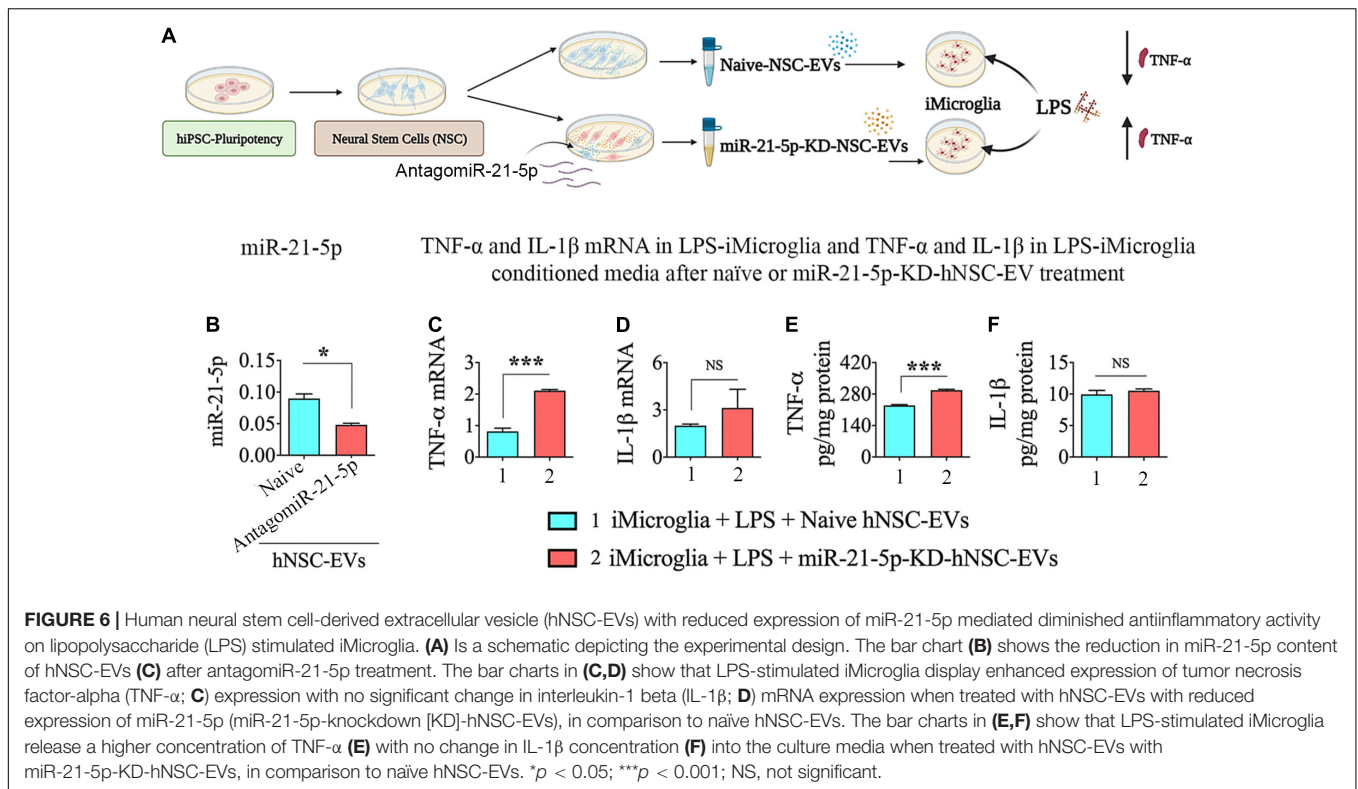 A
Naive-NSC-EVs
TNF-α
iMicroglia
LPS
hiPSC-Pluripotency
Neural Stem Cells (NSC)
miR-21-5p-KD-NSC-EVs
TNF-α
AntagomiR-21-5p
miR-21-5p
TNF-α and IL-1β mRNA in LPS-iMicroglia and TNF-α and IL-1β in LPS-iMicroglia
conditioned media after naïve or miR-21-5p-KD-hNSC-EV treatment
B
miR-21-5p
0.15
0.10
0.05
0.00
*
Naive
AntagomiR-21-5p
hNSC-EVs
C
TNF-α mRNA
3
2
1
0
***
1 2
D
IL-1β mRNA
6
3
0
NS
1 2
E
TNF-α
pg/mg protein
420
280
140
0
***
1 2
F
IL-1β
pg/mg protein
15
10
5
0
NS
1 2
1 iMicroglia + LPS + Naive hNSC-EVs
2 iMicroglia + LPS + miR-21-5p-KD-hNSC-EVs
FIGURE 6 | Human neural stem cell-derived extracellular vesicle (hNSC-EVs) with reduced expression of miR-21-5p mediated diminished antiinflammatory activity
on lipopolysaccharide (LPS) stimulated iMicroglia. (A) Is a schematic depicting the experimental design. The bar chart (B) shows the reduction in miR-21-5p content
of hNSC-EVs (C) after antagomiR-21-5p treatment. The bar charts in (C,D) show that LPS-stimulated iMicroglia display enhanced expression of tumor necrosis
factor-alpha (TNF-α; C) expression with no significant change in interleukin-1 beta (IL-1β; D) mRNA expression when treated with hNSC-EVs with reduced
expression of miR-21-5p (miR-21-5p-knockdown [KD]-hNSC-EVs), in comparison to naïve hNSC-EVs. The bar charts in (E,F) show that LPS-stimulated iMicroglia
release a higher concentration of TNF-α (E) with no change in IL-1β concentration (F) into the culture media when treated with hNSC-EVs with
miR-21-5p-KD-hNSC-EVs, in comparison to naïve hNSC-EVs. *p < 0.05; ***p < 0.001; NS, not significant.